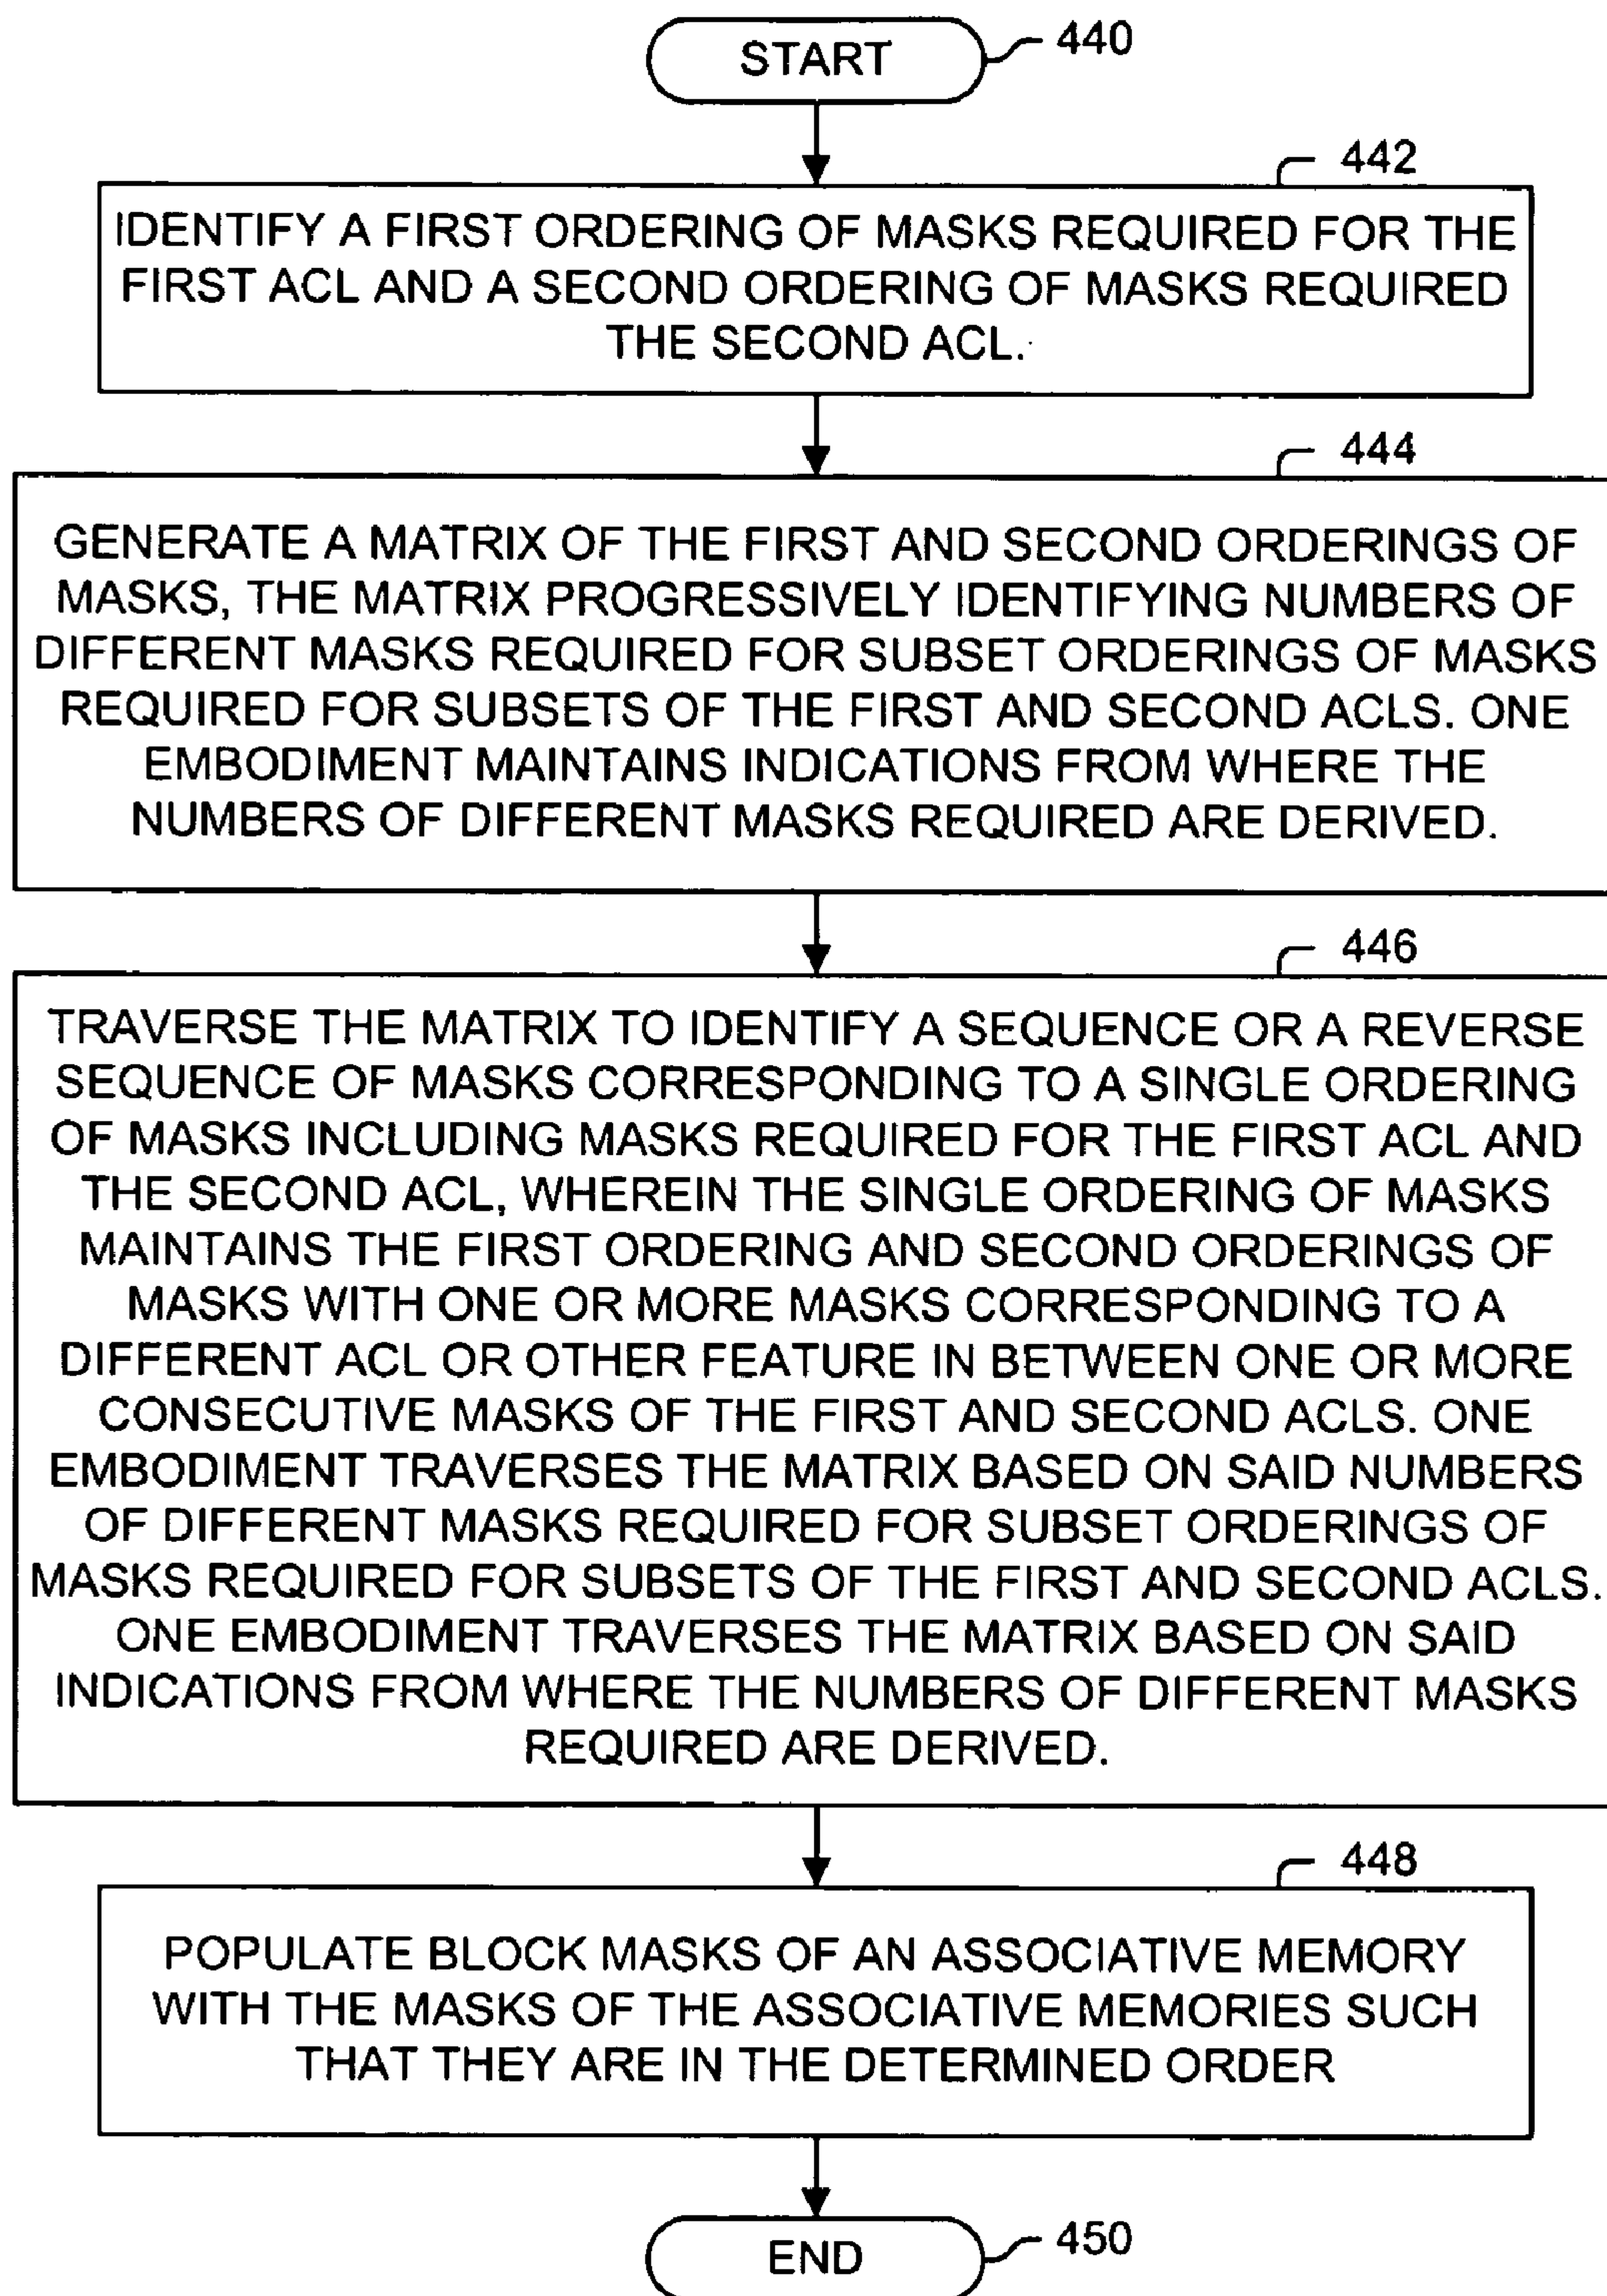 START
440
442
IDENTIFY A FIRST ORDERING OF MASKS REQUIRED FOR THE
FIRST ACL AND A SECOND ORDERING OF MASKS REQUIRED
THE SECOND ACL.
444
GENERATE A MATRIX OF THE FIRST AND SECOND ORDERINGS OF
MASKS, THE MATRIX PROGRESSIVELY IDENTIFYING NUMBERS OF
DIFFERENT MASKS REQUIRED FOR SUBSET ORDERINGS OF MASKS
REQUIRED FOR SUBSETS OF THE FIRST AND SECOND ACLS. ONE
EMBODIMENT MAINTAINS INDICATIONS FROM WHERE THE
NUMBERS OF DIFFERENT MASKS REQUIRED ARE DERIVED.
446
TRAVERSE THE MATRIX TO IDENTIFY A SEQUENCE OR A REVERSE
SEQUENCE OF MASKS CORRESPONDING TO A SINGLE ORDERING
OF MASKS INCLUDING MASKS REQUIRED FOR THE FIRST ACL AND
THE SECOND ACL, WHEREIN THE SINGLE ORDERING OF MASKS
MAINTAINS THE FIRST ORDERING AND SECOND ORDERINGS OF
MASKS WITH ONE OR MORE MASKS CORRESPONDING TO A
DIFFERENT ACL OR OTHER FEATURE IN BETWEEN ONE OR MORE
CONSECUTIVE MASKS OF THE FIRST AND SECOND ACLS. ONE
EMBODIMENT TRAVERSES THE MATRIX BASED ON SAID NUMBERS
OF DIFFERENT MASKS REQUIRED FOR SUBSET ORDERINGS OF
MASKS REQUIRED FOR SUBSETS OF THE FIRST AND SECOND ACLS.
ONE EMBODIMENT TRAVERSES THE MATRIX BASED ON SAID
INDICATIONS FROM WHERE THE NUMBERS OF DIFFERENT MASKS
REQUIRED ARE DERIVED.
448
POPULATE BLOCK MASKS OF AN ASSOCIATIVE MEMORY
WITH THE MASKS OF THE ASSOCIATIVE MEMORIES SUCH
THAT THEY ARE IN THE DETERMINED ORDER
END
450